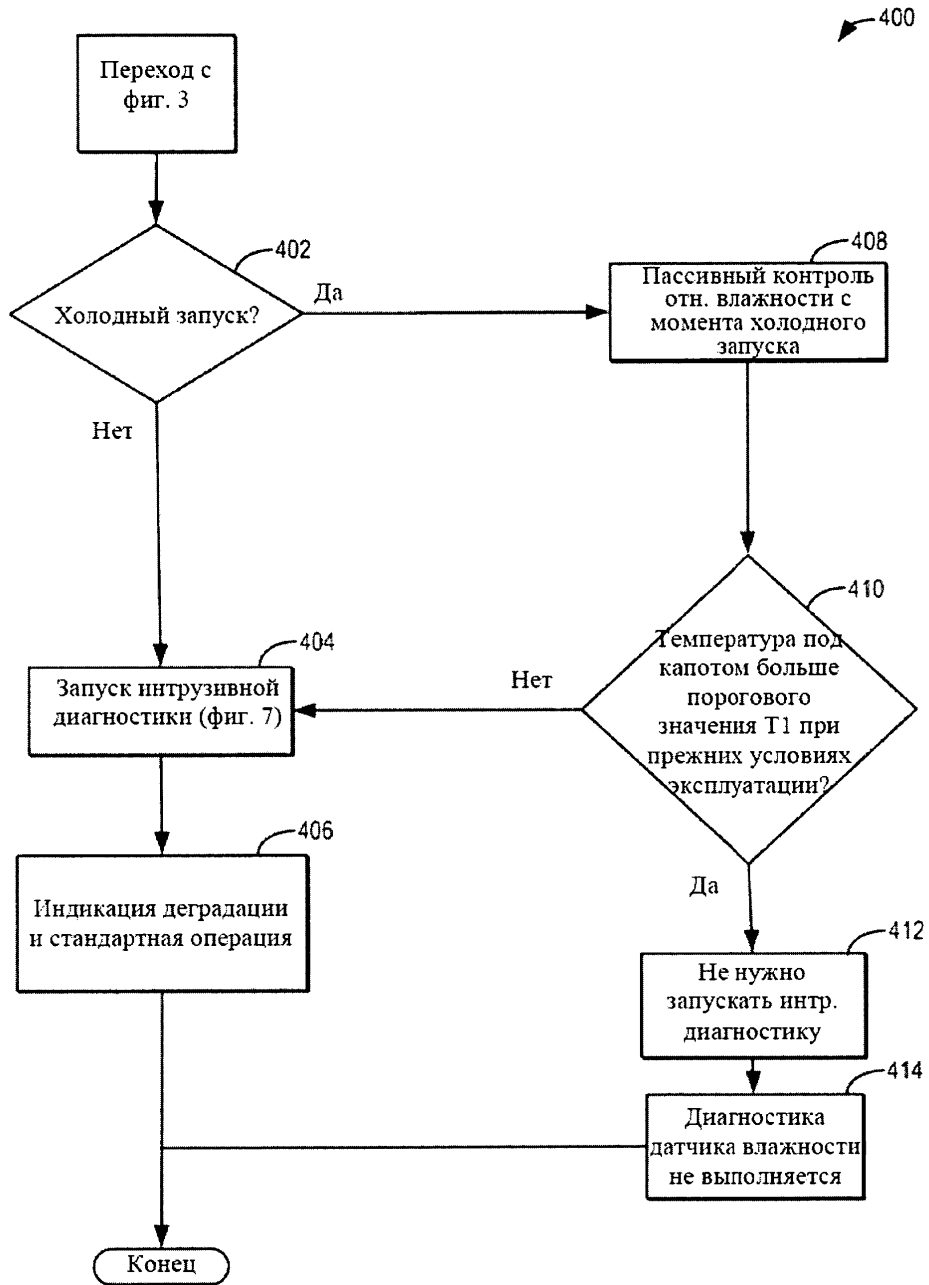 400
Переход с
фиг. 3
402
Холодный запуск?
Да
408
Пассивный контроль
отн. влажности с
момента холодного
запуска
Нет
410
Температура под
капотом больше
порогового
значения T1 при
прежних условиях
эксплуатации?
Нет
404
Запуск интрузивной
диагностики (фиг. 7)
406
Индикация деградации
и стандартная операция
Да
412
Не нужно
запускать интр.
диагностику
414
Диагностика
датчика влажности
не выполняется
Конец